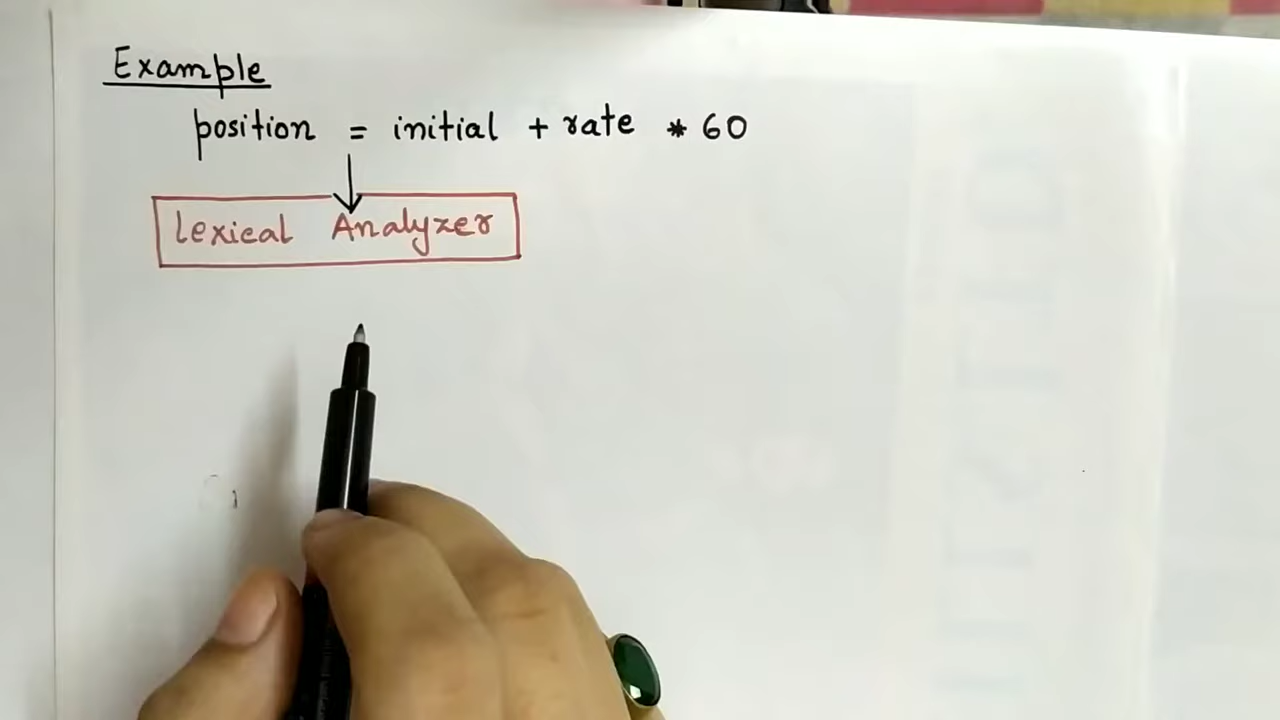 Example
position = initial + rate * 60
Lexical Analyzer